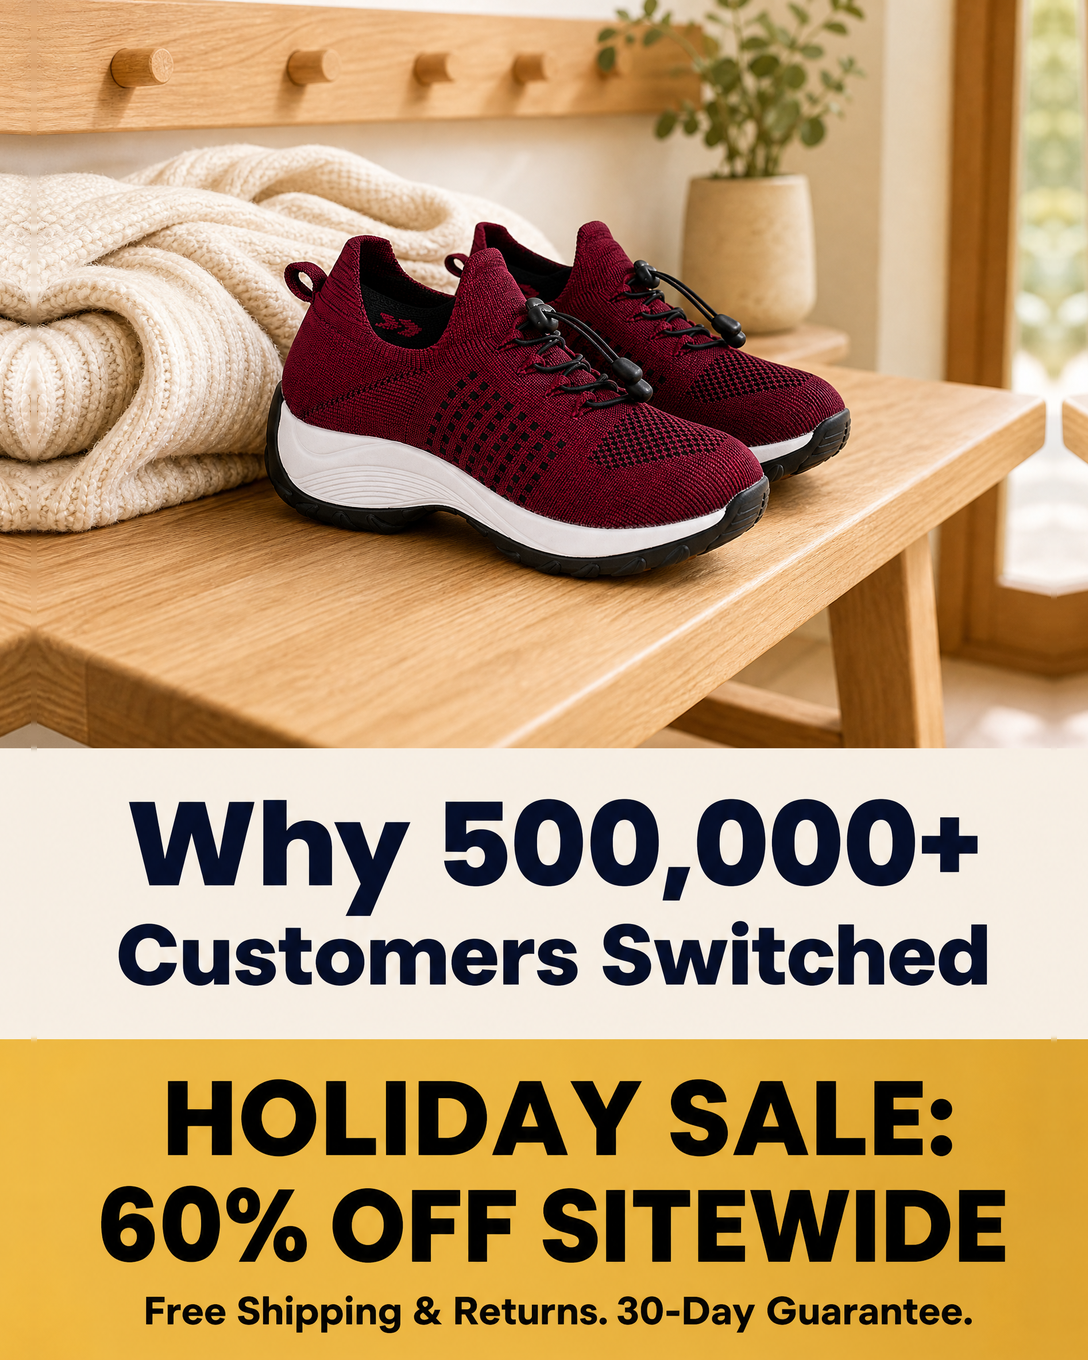 Why 500,000+
Customers Switched
HOLIDAY SALE:
60% OFF SITEWIDE
Free Shipping & Returns. 30-Day Guarantee.